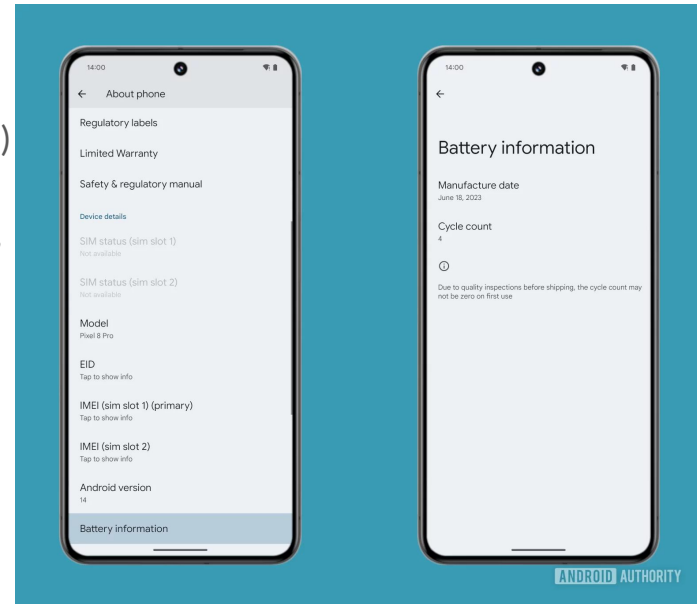 )
14:00
About phone
Regulatory labels
Limited Warranty
Safety & regulatory manual
Device details
SIM status (sim slot 1)
Not available
SIM status (sim slot 2)
Not available
Model
Pixel 8 Pro
EID
Tap to show info
IMEI (sim slot 1) (primary)
Tap to show info
IMEI (sim slot 2)
Tap to show info
Android version
14
Battery information
14:00
Battery information
Manufacture date
June 18, 2023
Cycle count
4
Due to quality inspections before shipping, the cycle count may
not be zero on first use
ANDROID AUTHORITY